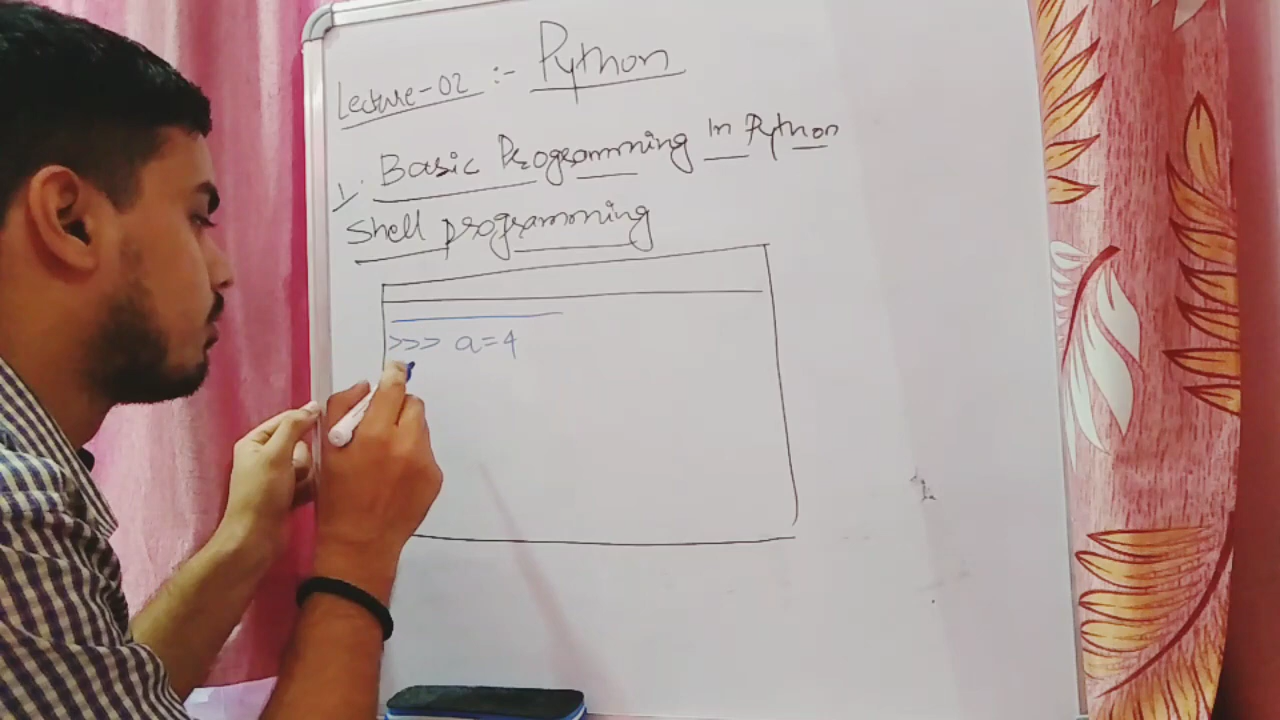 Lecture-02 :- Python
1. Basic Programming In Python
Shell programming
>>> a=4